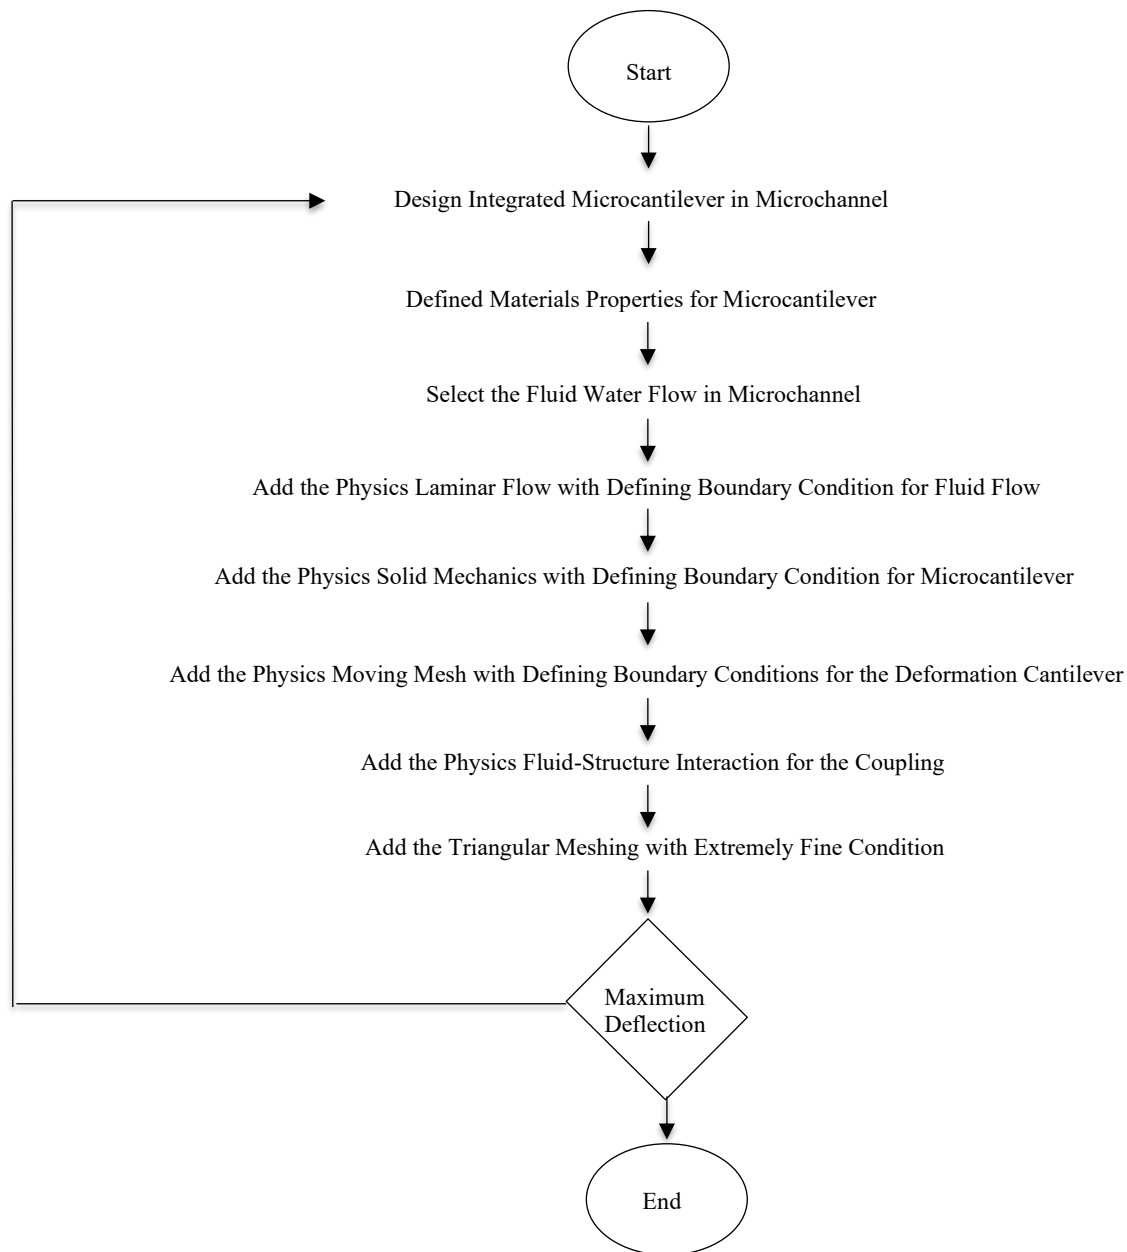 Start
Design Integrated Microcantilever in Microchannel
Defined Materials Properties for Microcantilever
Select the Fluid Water Flow in Microchannel
Add the Physics Laminar Flow with Defining Boundary Condition for Fluid Flow
Add the Physics Solid Mechanics with Defining Boundary Condition for Microcantilever
Add the Physics Moving Mesh with Defining Boundary Conditions for the Deformation Cantilever
Add the Physics Fluid-Structure Interaction for the Coupling
Add the Triangular Meshing with Extremely Fine Condition
Maximum
Deflection
End